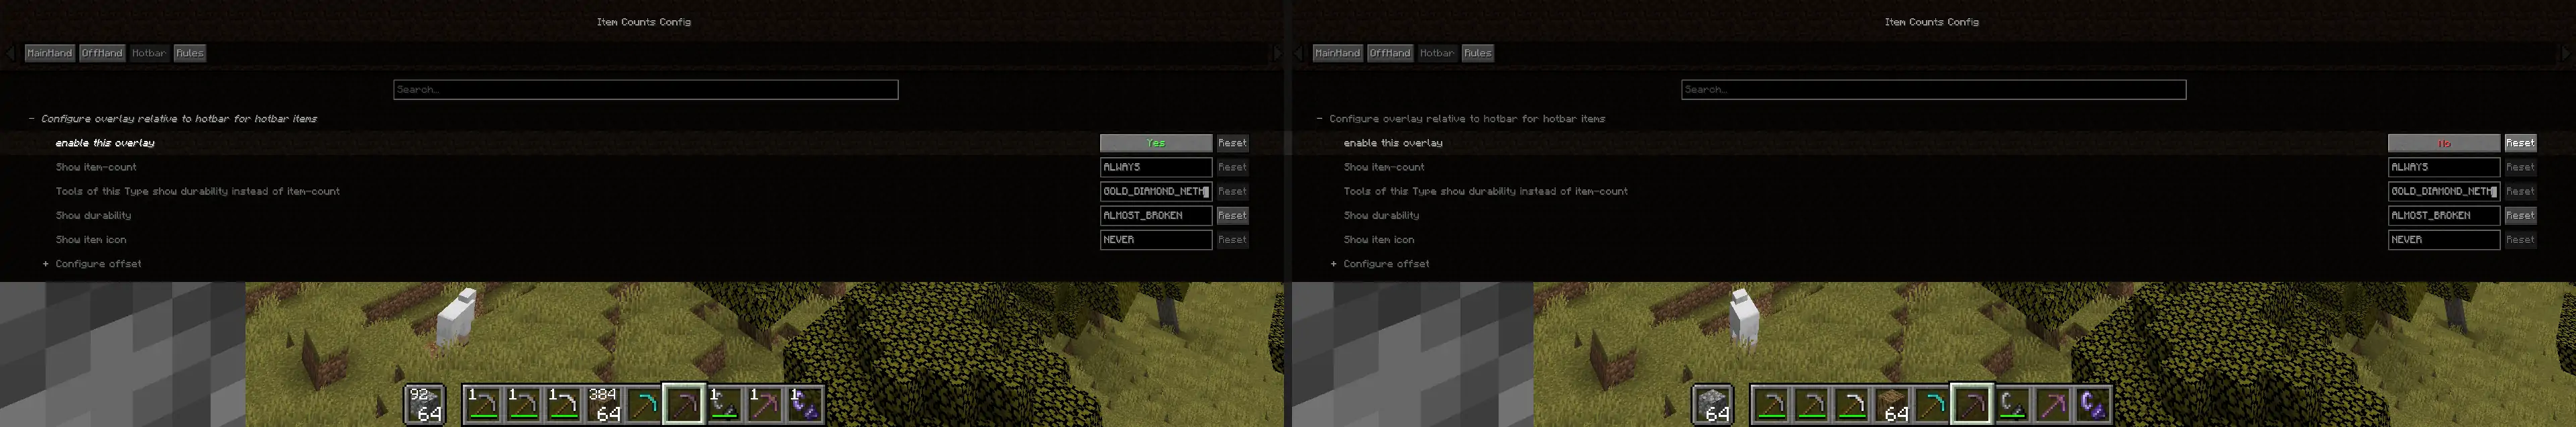 Item Counts Config
MainHand OffHand Hotbar Rules
Search...
- Configure overlay relative to hotbar for hotbar items
enable this overlay Yes Reset
Show item-count ALWAYS Reset
Tools of this Type show durability instead of item-count GOLD_DIAMOND_NETH Reset
Show durability ALMOST_BROKEN Reset
Show item icon NEVER Reset
+ Configure offset
92 64 1 1 1 384 64 1 1 1
Item Counts Config
MainHand OffHand Hotbar Rules
Search...
- Configure overlay relative to hotbar for hotbar items
enable this overlay No Reset
Show item-count ALWAYS Reset
Tools of this Type show durability instead of item-count GOLD_DIAMOND_NETH Reset
Show durability ALMOST_BROKEN Reset
Show item icon NEVER Reset
+ Configure offset
64 64